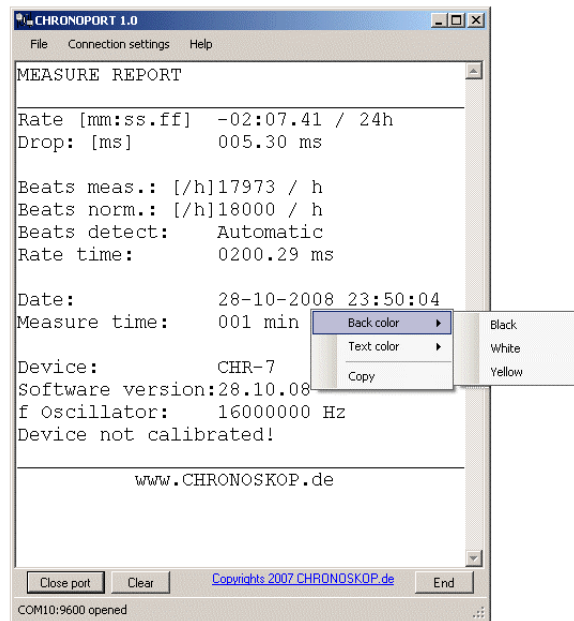 CHRONOPORT 1.0
File Connection settings Help
MEASURE REPORT
Rate [mm:ss.ff] -02:07.41 / 24h
Drop: [ms] 005.30 ms
Beats meas.: [/h]17973 / h
Beats norm.: [/h]18000 / h
Beats detect: Automatic
Rate time: 0200.29 ms
Date: 28-10-2008 23:50:04
Measure time: 001 min
Back color
Text color
Copy
Black
White
Yellow
Device: CHR-7
Software version:28.10.08
f Oscillator: 16000000 Hz
Device not calibrated!
www.CHRONOSKOP.de
Close port Clear Copyrights 2007 CHRONOSKOP.de End
COM10:9600 opened